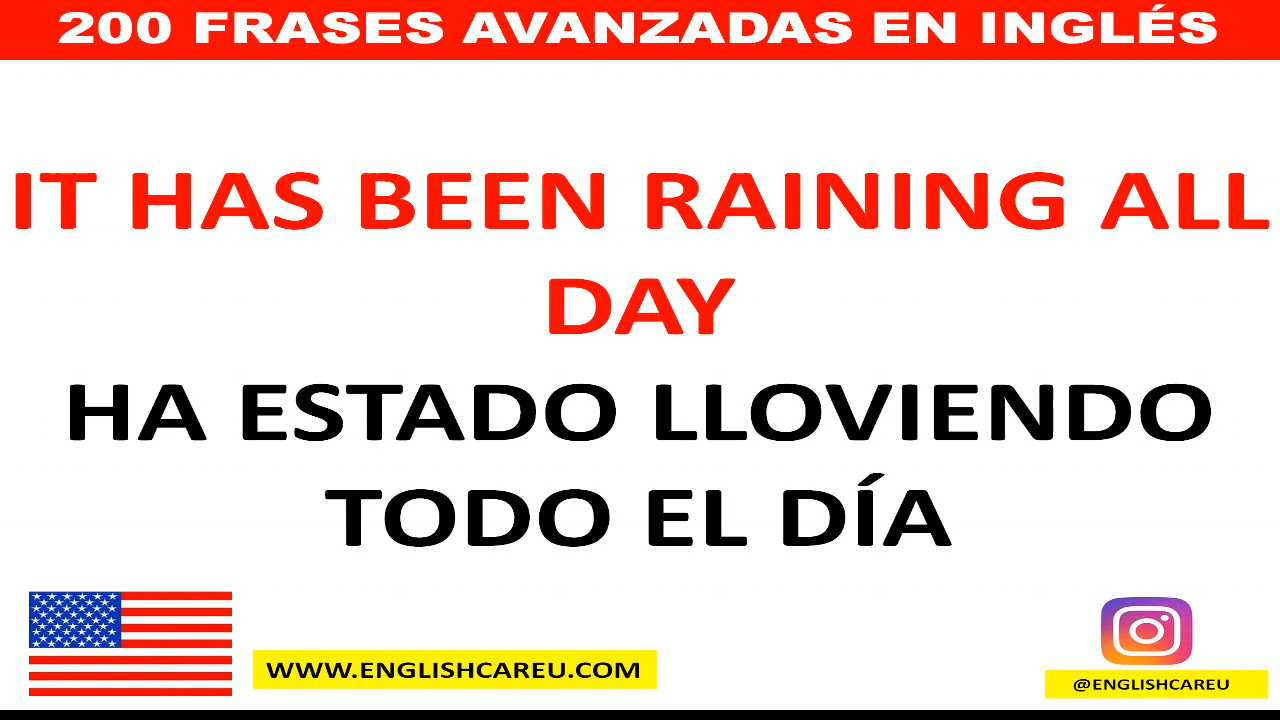 200 FRASES AVANZADAS EN INGLÉS
IT HAS BEEN RAINING ALL
DAY
HA ESTADO LLOVIENDO
TODO EL DÍA
WWW.ENGLISHCAREU.COM
@ENGLISHCAREU